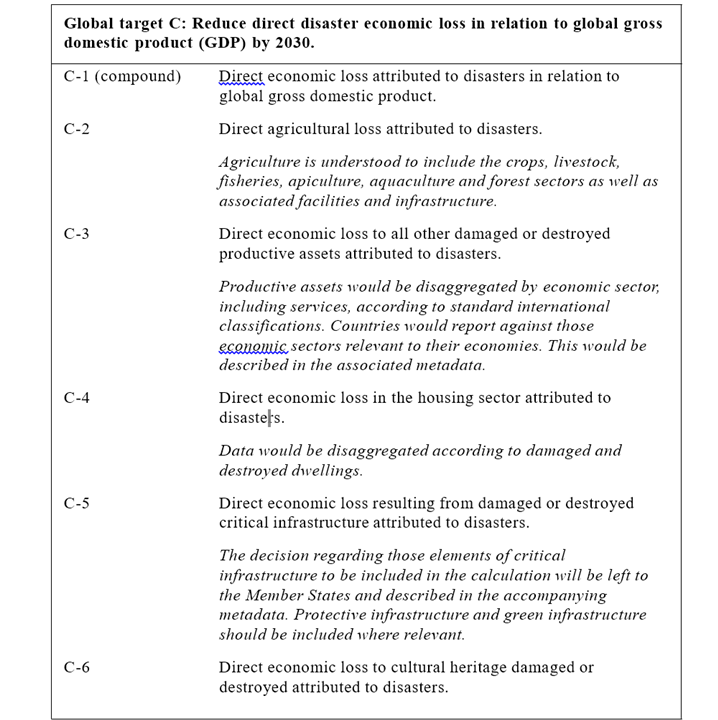 Global target C: Reduce direct disaster economic loss in relation to global gross
domestic product (GDP) by 2030.
C-1 (compound) Direct economic loss attributed to disasters in relation to
global gross domestic product.
C-2 Direct agricultural loss attributed to disasters.
Agriculture is understood to include the crops, livestock,
fisheries, apiculture, aquaculture and forest sectors as well as
associated facilities and infrastructure.
C-3 Direct economic loss to all other damaged or destroyed
productive assets attributed to disasters.
Productive assets would be disaggregated by economic sector,
including services, according to standard international
classifications. Countries would report against those
economic sectors relevant to their economies. This would be
described in the associated metadata.
C-4 Direct economic loss in the housing sector attributed to
disasters.
Data would be disaggregated according to damaged and
destroyed dwellings.
C-5 Direct economic loss resulting from damaged or destroyed
critical infrastructure attributed to disasters.
The decision regarding those elements of critical
infrastructure to be included in the calculation will be left to
the Member States and described in the accompanying
metadata. Protective infrastructure and green infrastructure
should be included where relevant.
C-6 Direct economic loss to cultural heritage damaged or
destroyed attributed to disasters.